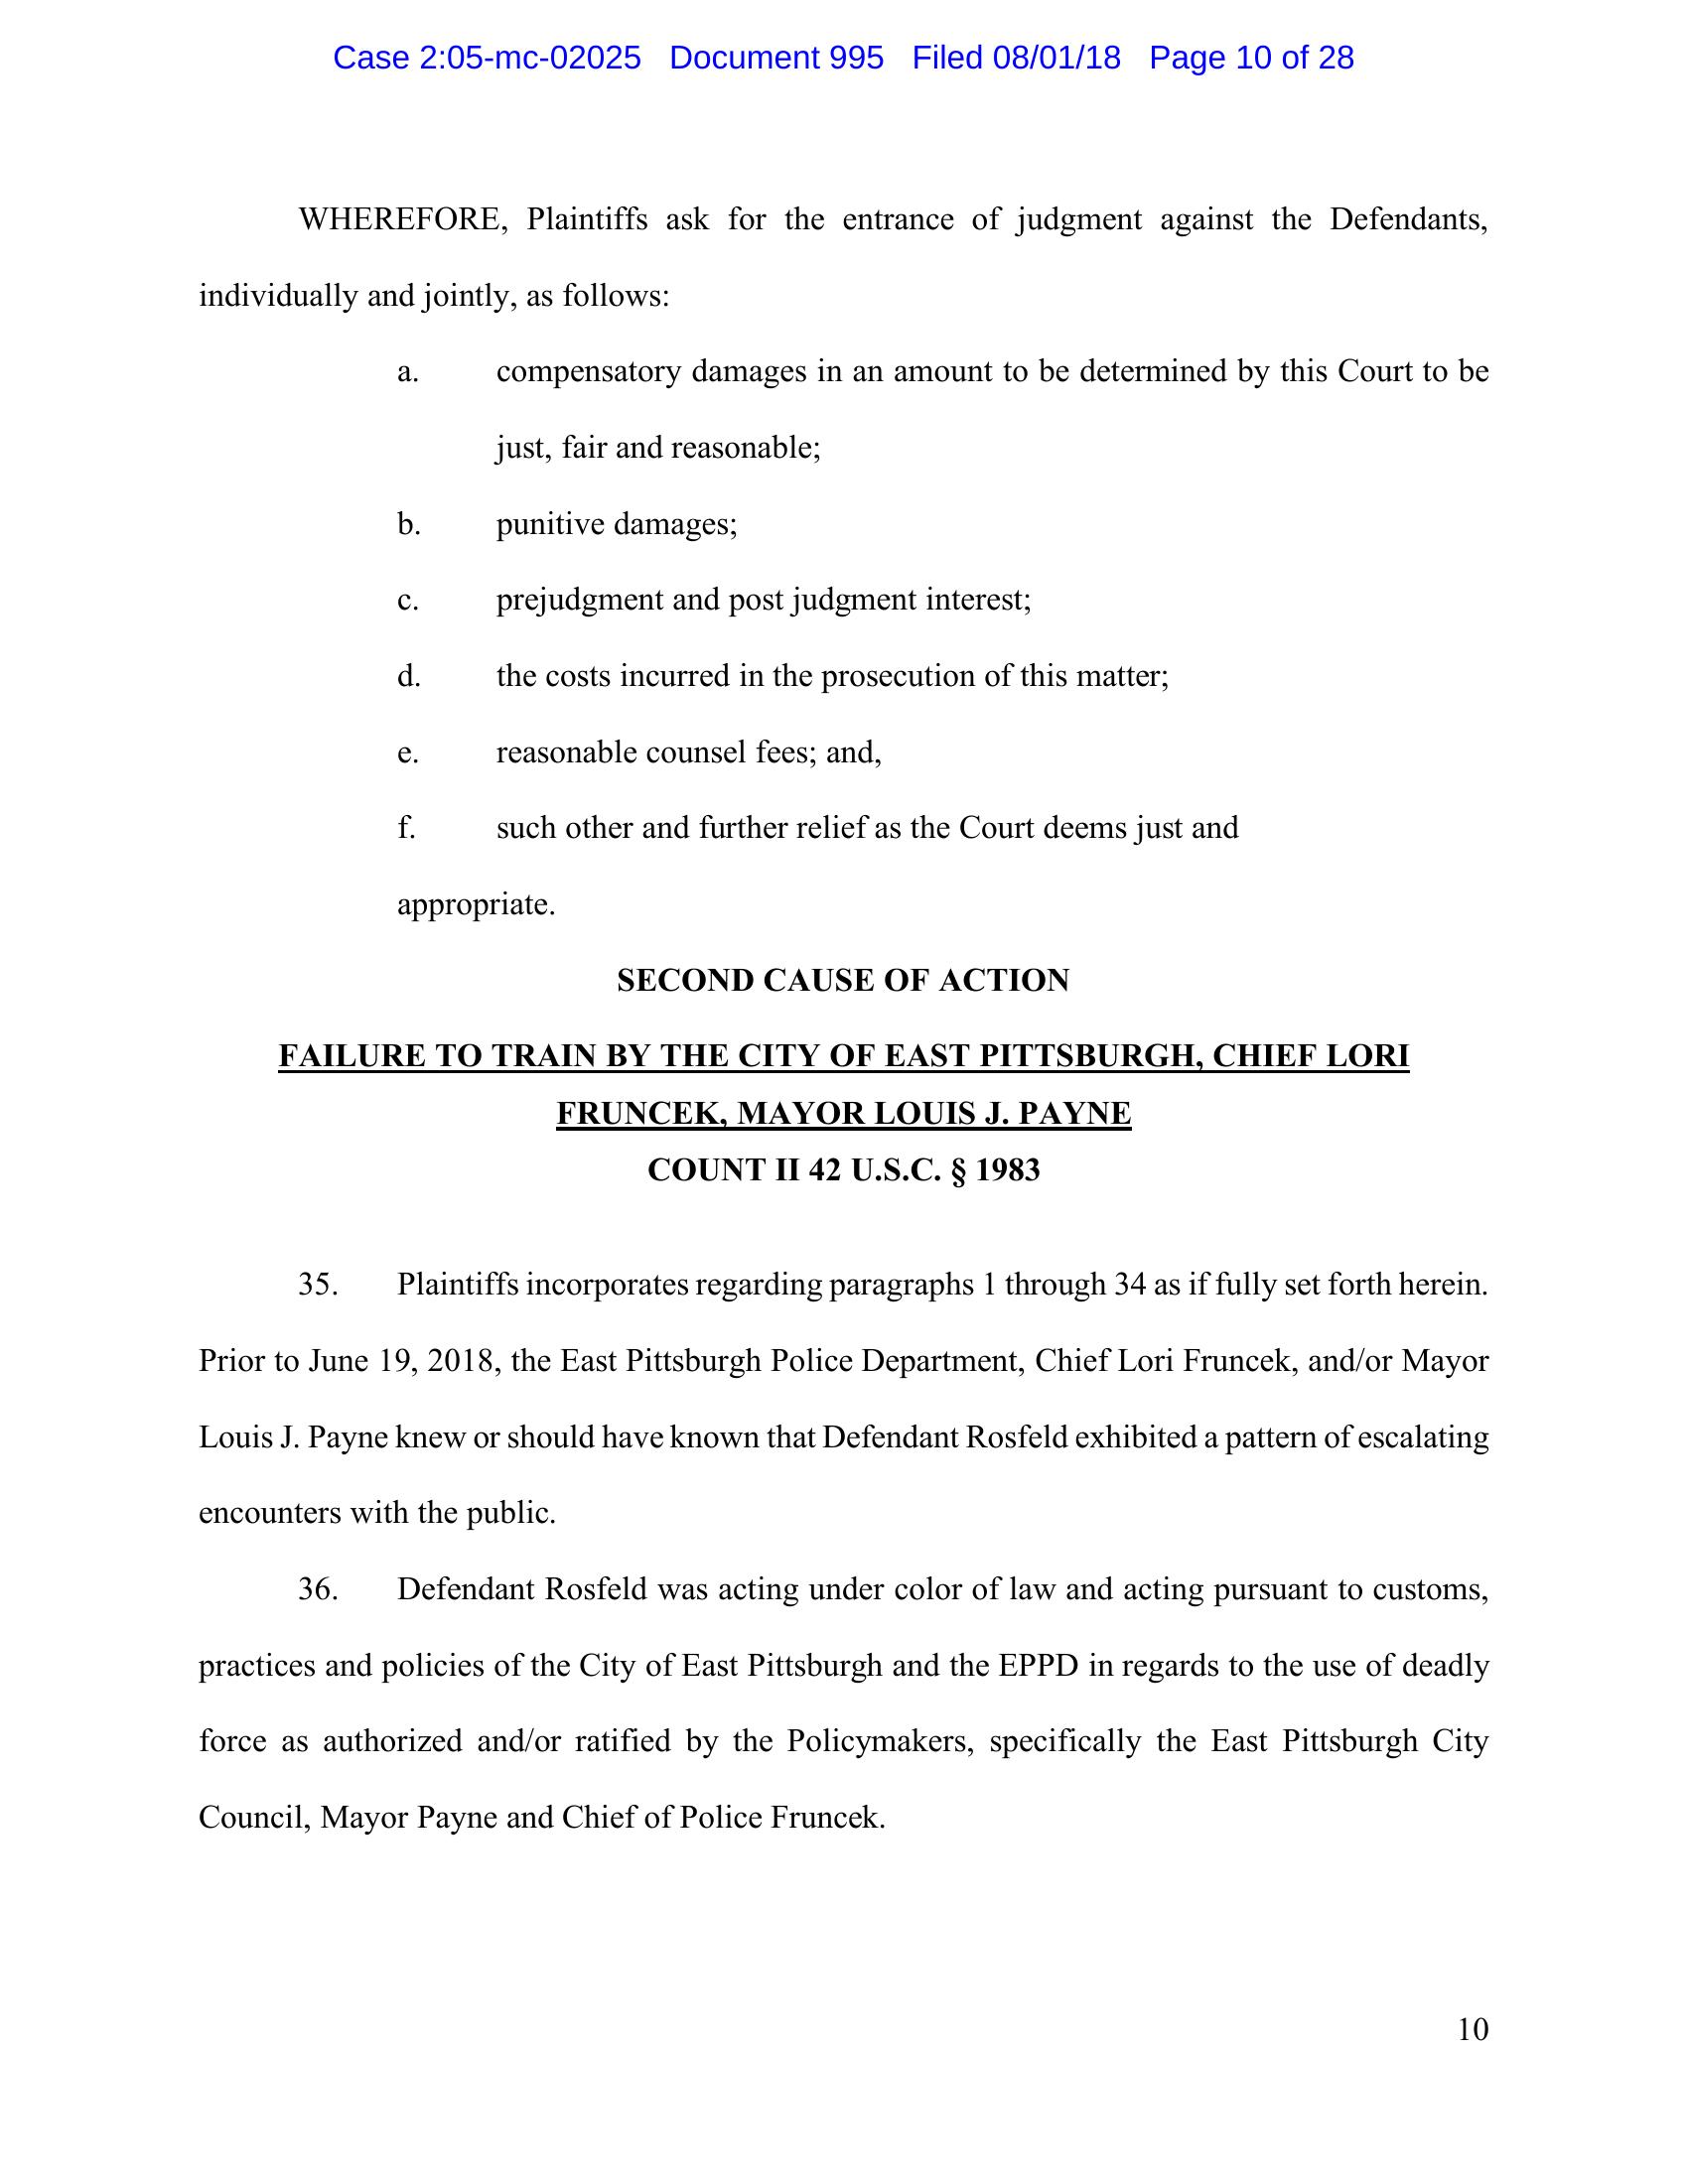 Case 2:05-mc-02025 Document 995 Filed 08/01/18 Page 10 of 28
WHEREFORE, Plaintiffs ask for the entrance of judgment against the Defendants,
individually and jointly, as follows:
a. compensatory damages in an amount to be determined by this Court to be
just, fair and reasonable;
b. punitive damages;
c. prejudgment and post judgment interest;
d. the costs incurred in the prosecution of this matter;
e. reasonable counsel fees; and,
f. such other and further relief as the Court deems just and
appropriate.
SECOND CAUSE OF ACTION
FAILURE TO TRAIN BY THE CITY OF EAST PITTSBURGH, CHIEF LORI
FRUNCEK, MAYOR LOUIS J. PAYNE
COUNT II 42 U.S.C. § 1983
35. Plaintiffs incorporates regarding paragraphs 1 through 34 as if fully set forth herein.
Prior to June 19, 2018, the East Pittsburgh Police Department, Chief Lori Fruncek, and/or Mayor
Louis J. Payne knew or should have known that Defendant Rosfeld exhibited a pattern of escalating
encounters with the public.
36. Defendant Rosfeld was acting under color of law and acting pursuant to customs,
practices and policies of the City of East Pittsburgh and the EPPD in regards to the use of deadly
force as authorized and/or ratified by the Policymakers, specifically the East Pittsburgh City
Council, Mayor Payne and Chief of Police Fruncek.
10